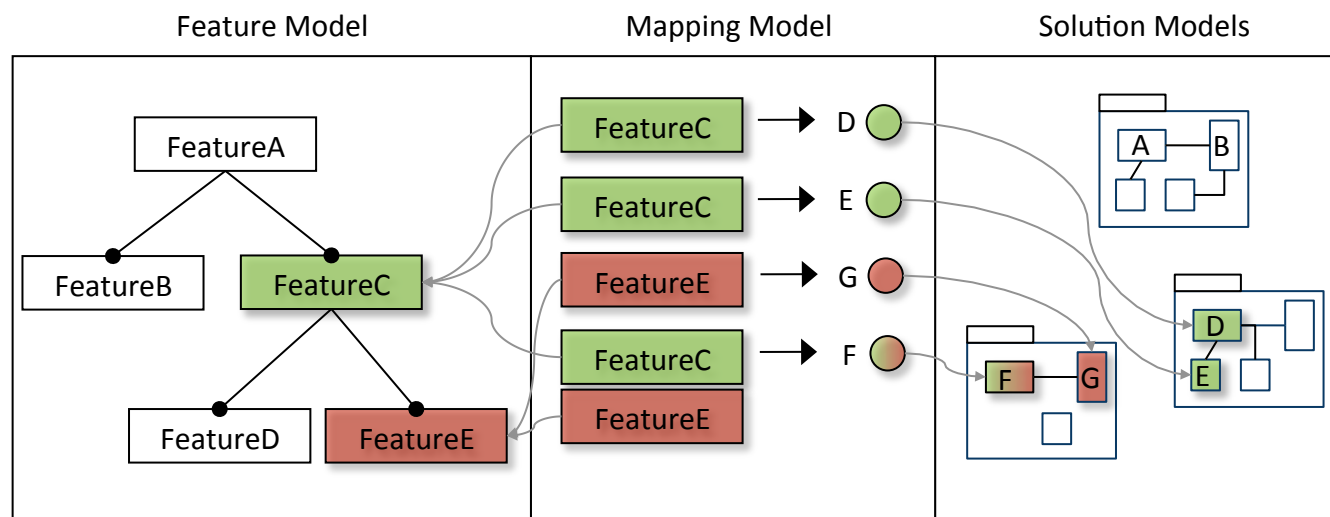 Feature Model
Mapping Model
Solution Models
FeatureA
FeatureB
FeatureC
FeatureD
FeatureE
FeatureC
D
FeatureC
E
FeatureE
G
FeatureC
F
FeatureE
A
B
D
E
F
G